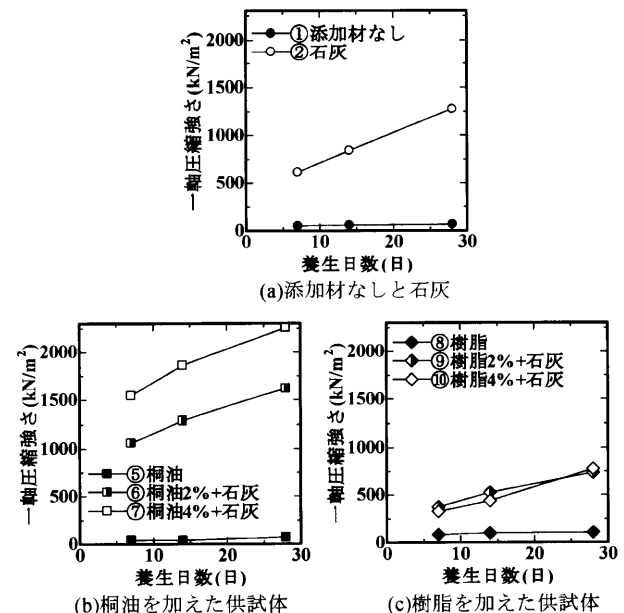 一軸圧縮強さ(kN/m²)
2000
1500
1000
500
0
①添加材なし
②石灰
0 10 20 30
養生日数(日)
(a)添加材なしと石灰
一軸圧縮強さ(kN/m²)
2000
1500
1000
500
0
⑤桐油
⑥桐油2%+石灰
⑦桐油4%+石灰
0 10 20 30
養生日数(日)
(b)桐油を加えた供試体
一軸圧縮強さ(kN/m²)
2000
1500
1000
500
0
⑧樹脂
⑨樹脂2%+石灰
⑩樹脂4%+石灰
0 10 20 30
養生日数(日)
(c)樹脂を加えた供試体